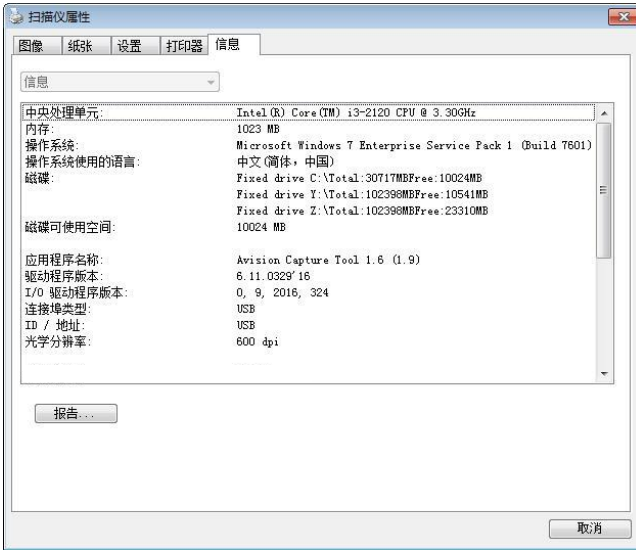 扫描仪属性
图像 纸张 设置 打印器 信息
信息
中央处理单元: Intel(R) Core(TM) i3-2120 CPU @ 3.30GHz
内存: 1023 MB
操作系统: Microsoft Windows 7 Enterprise Service Pack 1 (Build 7601)
操作系统使用的语言: 中文(简体，中国)
磁碟: Fixed drive C:\Total:30717MBFree:10024MB
Fixed drive Y:\Total:102398MBFree:10541MB
Fixed drive Z:\Total:102398MBFree:23310MB
磁碟可使用空间: 10024 MB
应用程序名称: Avision Capture Tool 1.6 (1.9)
驱动程序版本: 6.11.0329'16
I/O 驱动程序版本: 0, 9, 2016, 324
连接埠类型: USB
ID / 地址: USB
光学分辨率: 600 dpi
报告...
取消